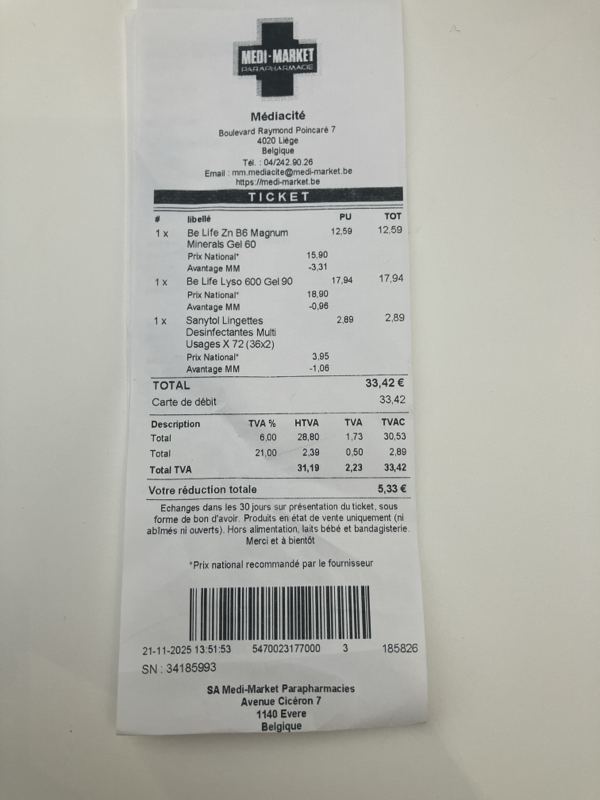 MEDI-MARKET
PARAPHARMACIE
Médiacité
Boulevard Raymond Poincaré 7
4020 Liège
Belgique
Tél. : 04/242.90.26
Email : mm.mediacite@medi-market.be
https://medi-market.be
TICKET
# libellé PU TOT
1 x Be Life Zn B6 Magnum 12,59 12,59
Minerals Gel 60
Prix National* 15,90
Avantage MM -3,31
1 x Be Life Lyso 600 Gel 90 17,94 17,94
Prix National* 18,90
Avantage MM -0,96
1 x Sanytol Lingettes 2,89 2,89
Desinfectantes Multi
Usages X 72 (36x2)
Prix National* 3,95
Avantage MM -1,06
TOTAL 33,42 €
Carte de débit 33,42
Description TVA % HTVA TVA TVAC
Total 6,00 28,80 1,73 30,53
Total 21,00 2,39 0,50 2,89
Total TVA 31,19 2,23 33,42
Votre réduction totale 5,33 €
Echanges dans les 30 jours sur présentation du ticket, sous
forme de bon d'avoir. Produits en état de vente uniquement (ni
abîmés ni ouverts). Hors alimentation, laits bébé et bandagisterie.
Merci et à bientôt
*Prix national recommandé par le fournisseur
21-11-2025 13:51:53 5470023177000 3 185826
SN : 34185993
SA Medi-Market Parapharmacies
Avenue Cicéron 7
1140 Evere
Belgique